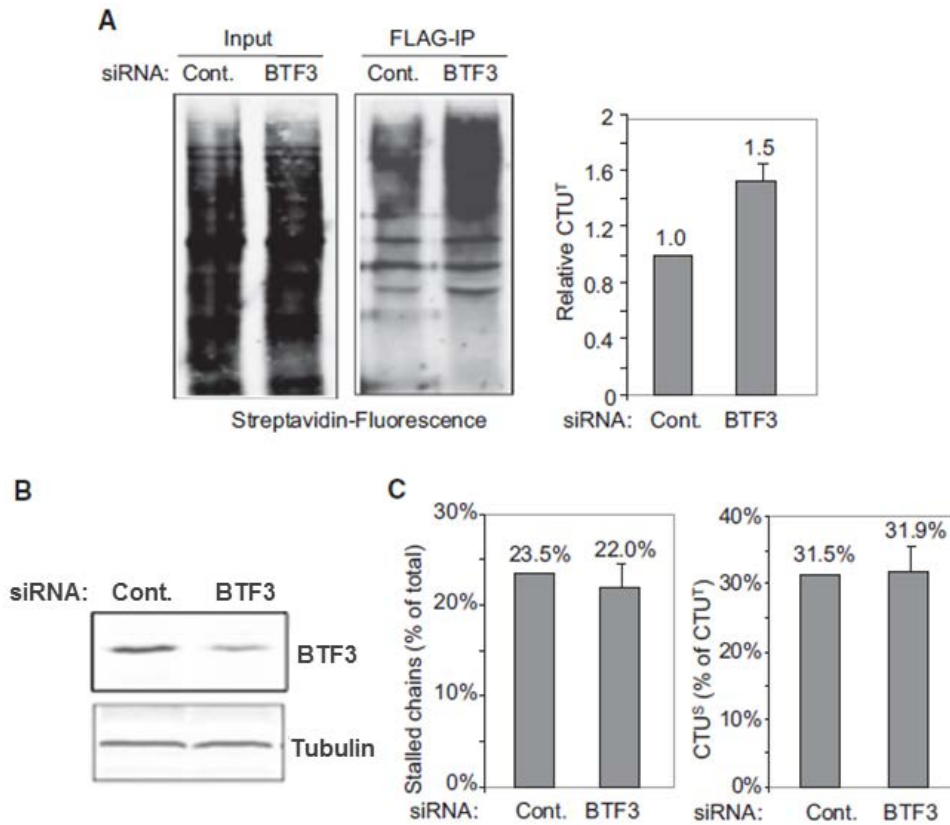 A
Input FLAG-IP
siRNA: Cont. BTF3 Cont. BTF3
Streptavidin-Fluorescence
Relative CTUᵀ
2
1.6
1.2
0.8
0.4
0
1.0
1.5
siRNA: Cont. BTF3
B
siRNA: Cont. BTF3
BTF3
Tubulin
C
Stalled chains (% of total)
30%
20%
10%
0%
23.5% 22.0%
siRNA: Cont. BTF3
CTUˢ (% of CTUᵀ)
40%
30%
20%
10%
0%
31.5% 31.9%
siRNA: Cont. BTF3